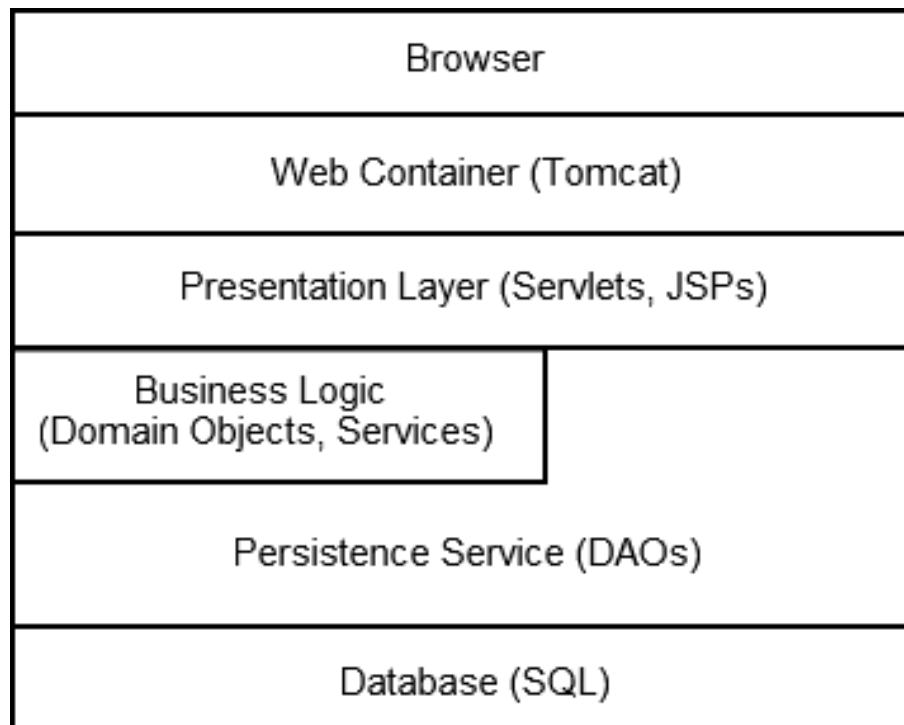 Browser
Web Container (Tomcat)
Presentation Layer (Servlets, JSPs)
Business Logic
(Domain Objects, Services)
Persistence Service (DAOs)
Database (SQL)